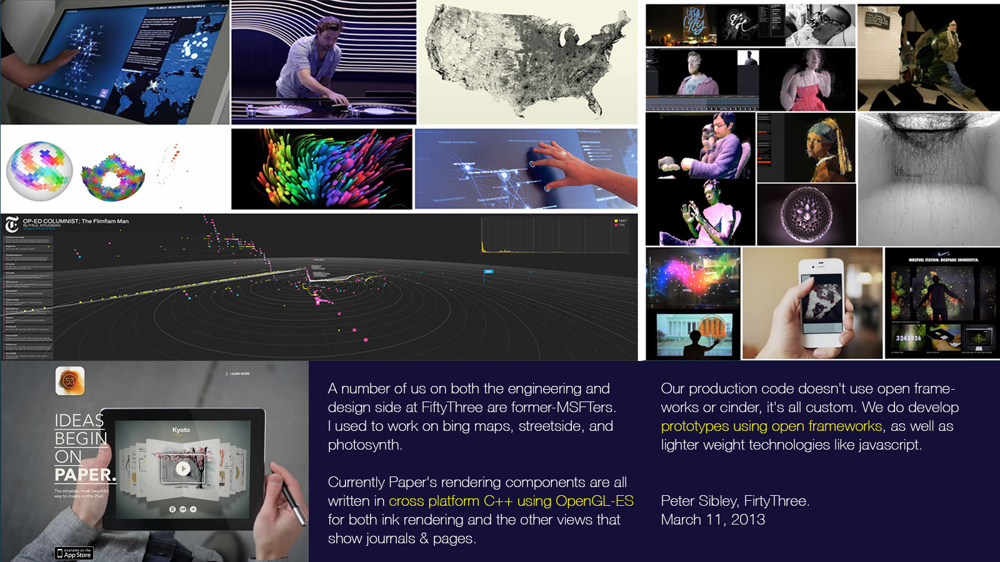 MAX PLANCK RESEARCH NETWORKS
OP-ED COLUMNIST; The Flimflam Man
By PAUL KRUGMAN
1647
194
NIKEFUEL STATION. BOXPARK SHOREDITCH.
324X926
53
LEARN MORE
IDEAS
BEGIN
ON
PAPER.
The simplest, most beautiful
way to create on the iPad.
Kyoto
Available on the
App Store
A number of us on both the engineering and
design side at FiftyThree are former-MSFTers.
I used to work on bing maps, streetside, and
photosynth.
Currently Paper's rendering components are all
written in cross platform C++ using OpenGL-ES
for both ink rendering and the other views that
show journals & pages.
Our production code doesn't use open frame-
works or cinder, it's all custom. We do develop
prototypes using open frameworks, as well as
lighter weight technologies like javascript.
Peter Sibley, FirtyThree.
March 11, 2013